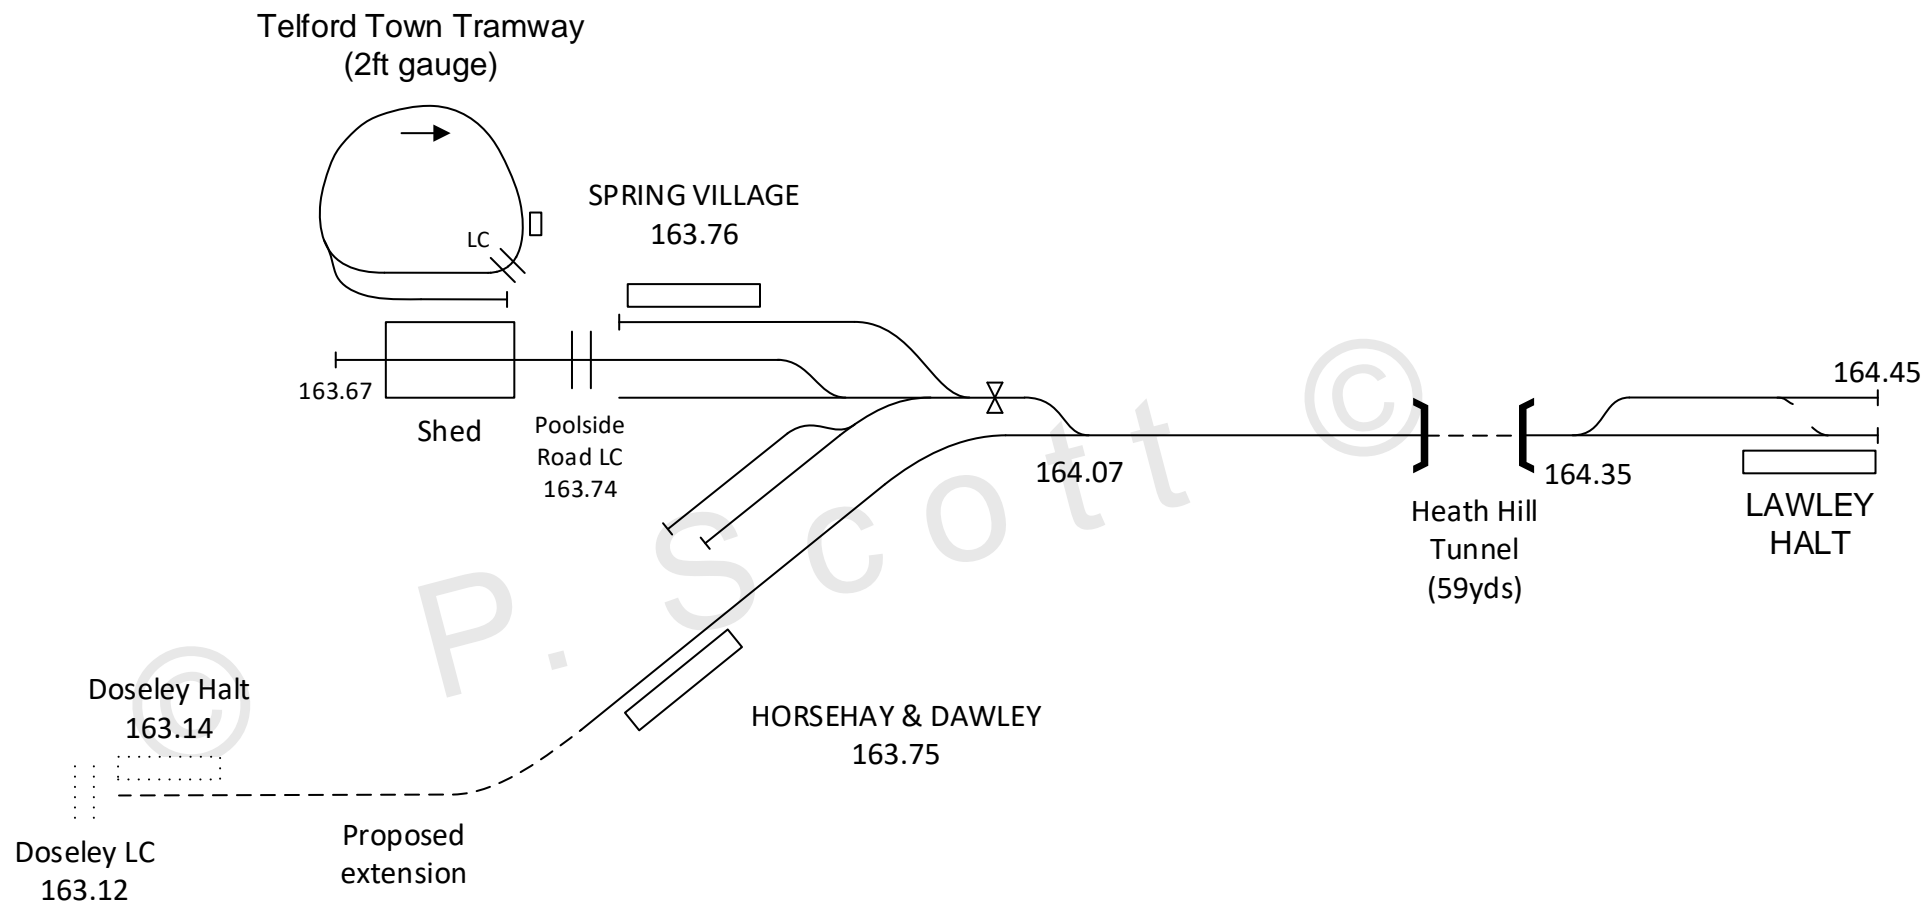 Telford Town Tramway
(2ft gauge)
LC
SPRING VILLAGE
163.76
163.67
Shed
Poolside
Road LC
163.74
164.07
164.35
164.45
Heath Hill
Tunnel
(59yds)
LAWLEY
HALT
HORSEHAY & DAWLEY
163.75
Doseley Halt
163.14
Doseley LC
163.12
Proposed
extension
© P. Scott ©